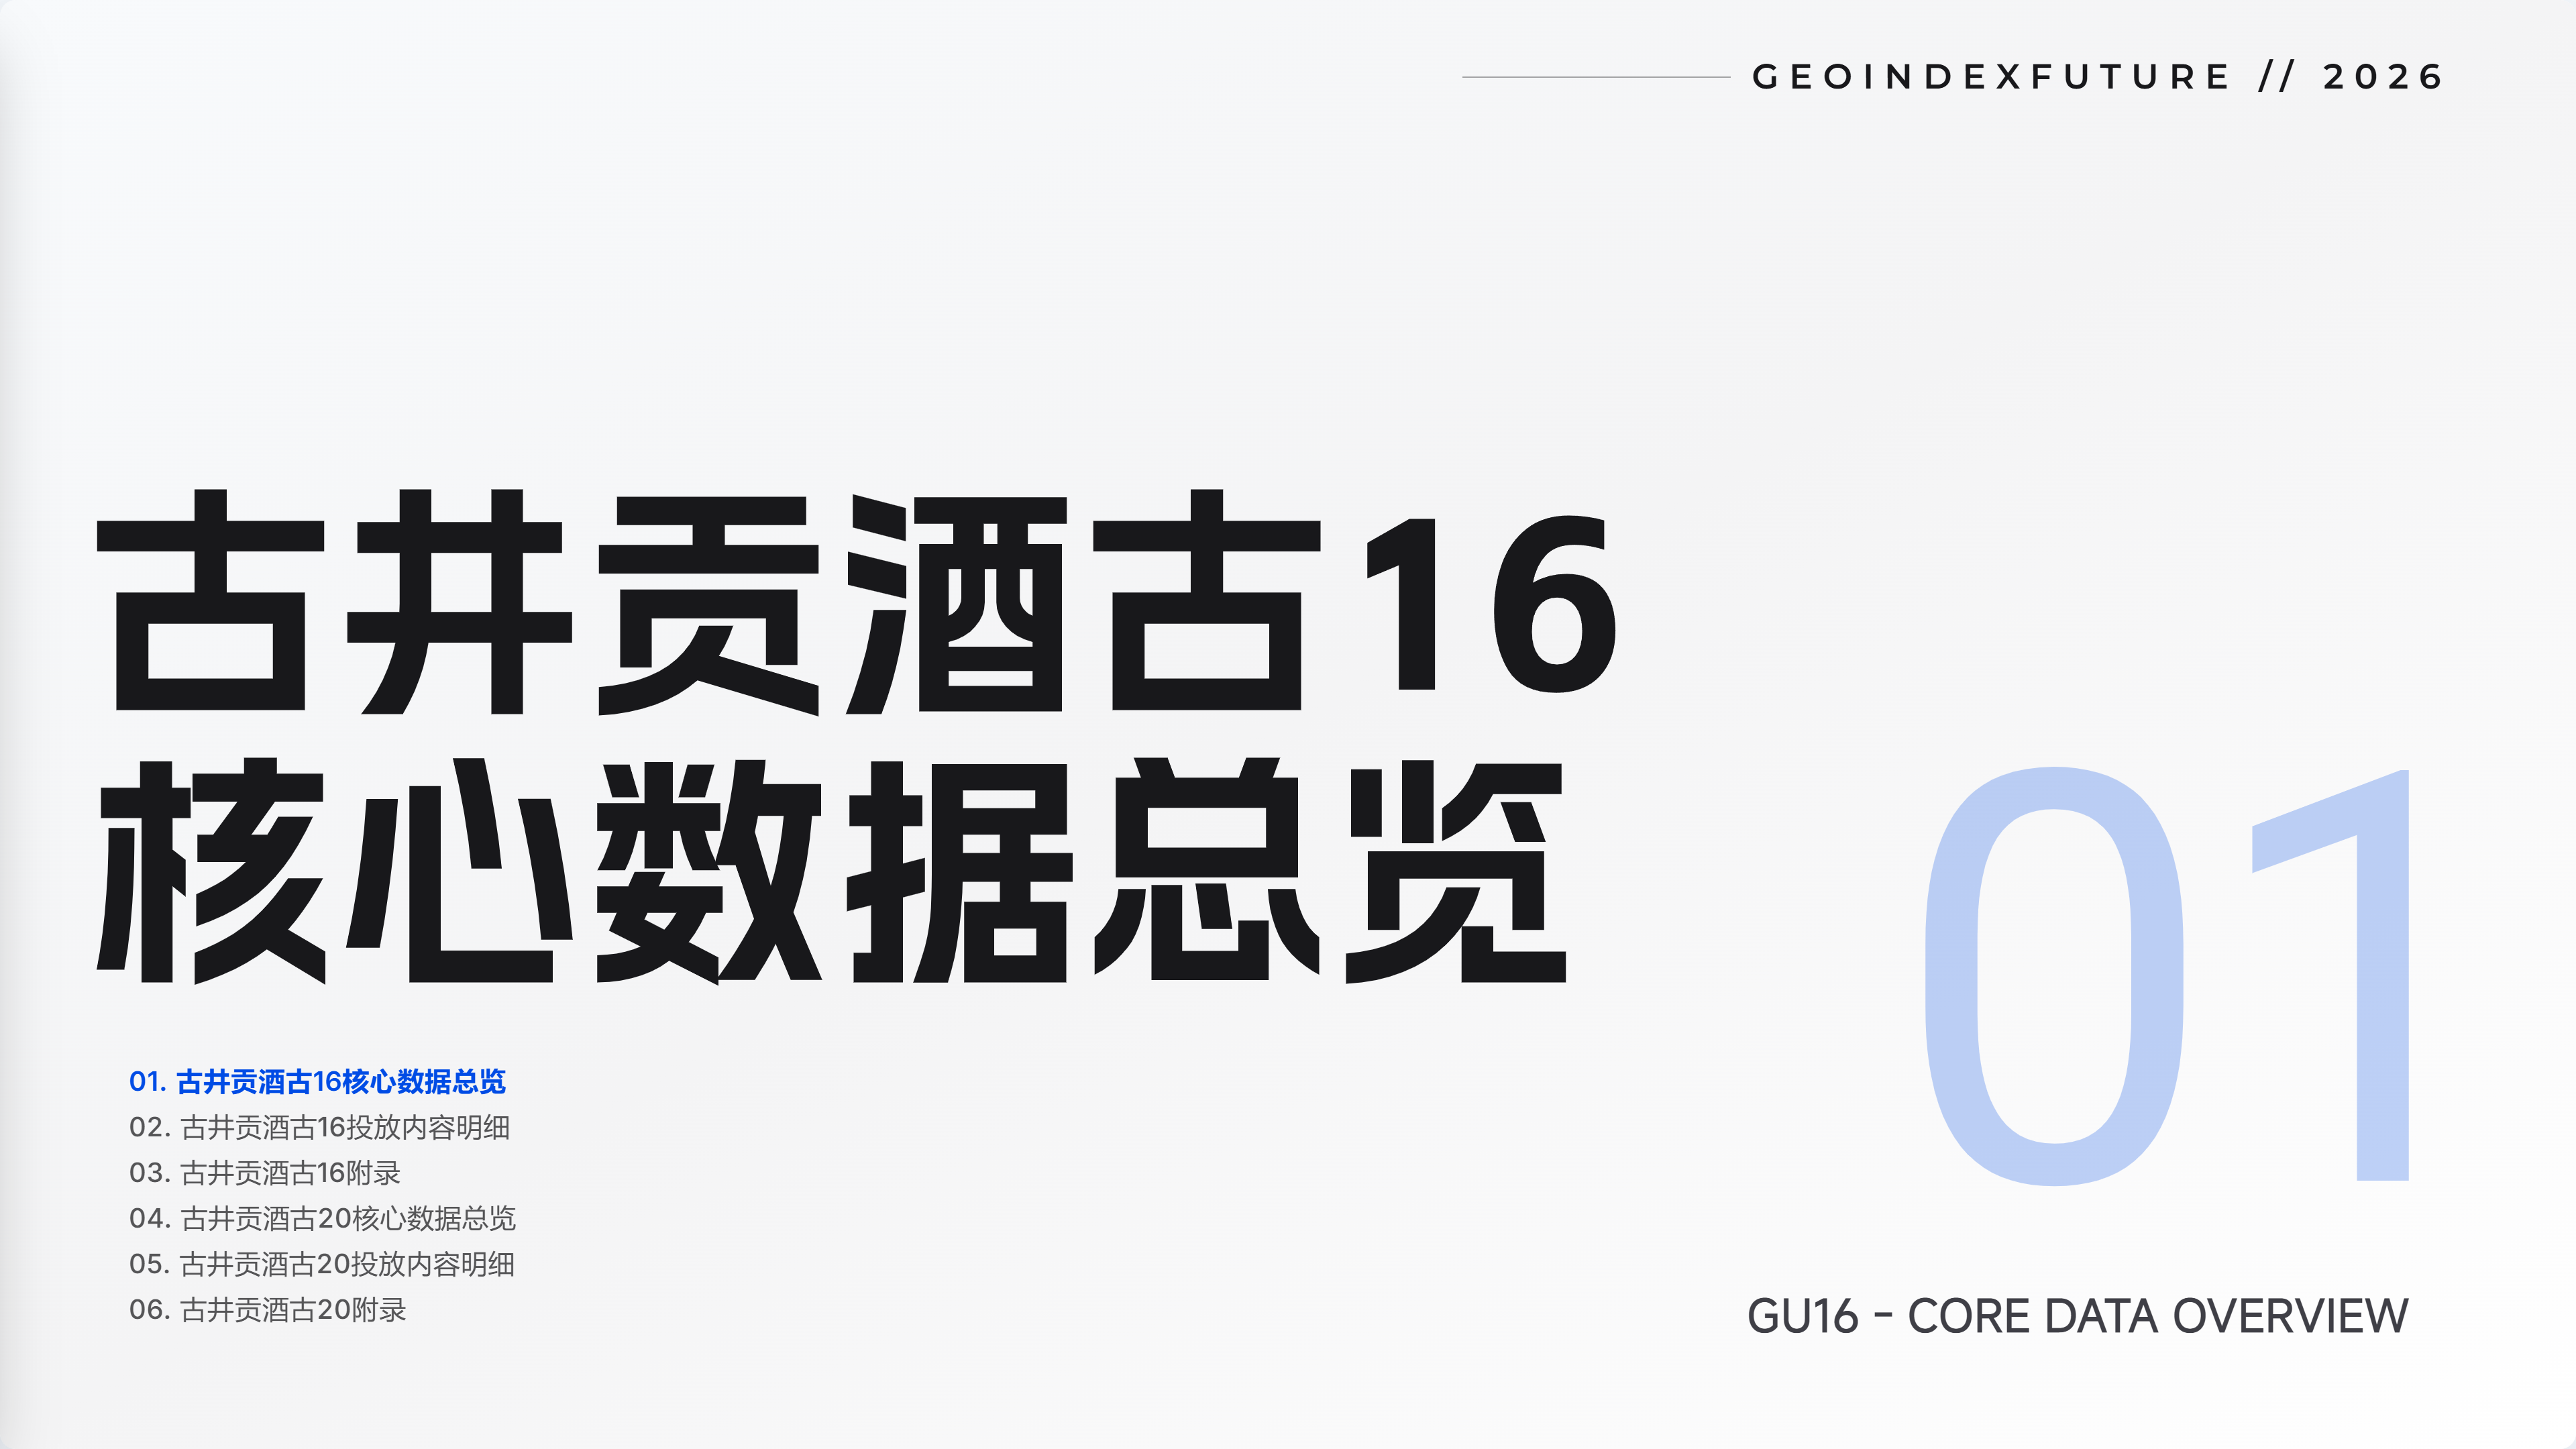 GEOINDEXFUTURE // 2026
古井贡酒古16
核心数据总览
01
01. 古井贡酒古16核心数据总览
02. 古井贡酒古16投放内容明细
03. 古井贡酒古16附录
04. 古井贡酒古20核心数据总览
05. 古井贡酒古20投放内容明细
06. 古井贡酒古20附录
GU16 - CORE DATA OVERVIEW